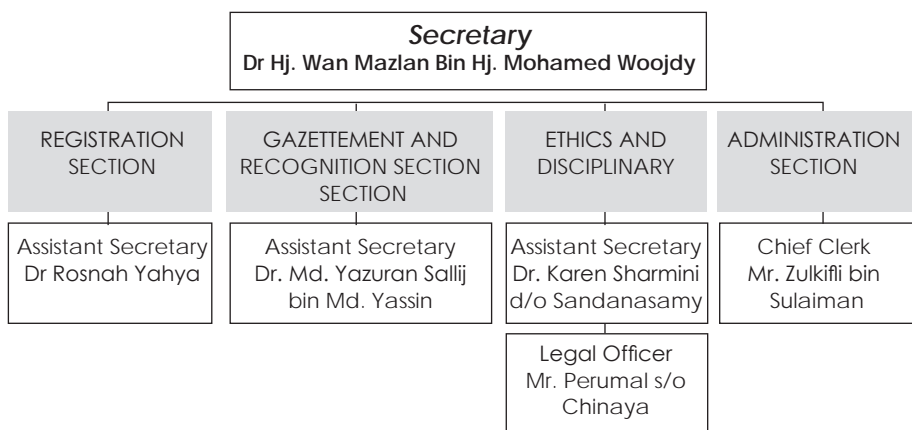 Secretary
Dr Hj. Wan Mazlan Bin Hj. Mohamed Woojdy
REGISTRATION
SECTION
GAZETTEMENT AND
RECOGNITION SECTION
SECTION
ETHICS AND
DISCIPLINARY
ADMINISTRATION
SECTION
Assistant Secretary
Dr Rosnah Yahya
Assistant Secretary
Dr. Md. Yazuran Sallij
bin Md. Yassin
Assistant Secretary
Dr. Karen Sharmini
d/o Sandanasamy
Chief Clerk
Mr. Zulkifli bin
Sulaiman
Legal Officer
Mr. Perumal s/o
Chinaya